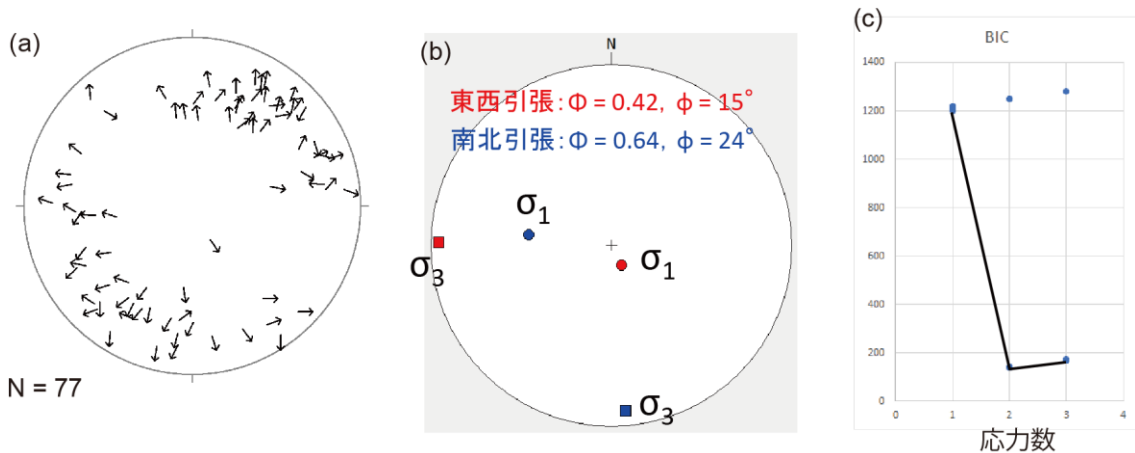 (a)
N = 77
(b)
N
東西引張：Φ = 0.42, φ = 15°
南北引張：Φ = 0.64, φ = 24°
σ1
σ3
σ1
σ3
(c)
BIC
1400
1200
1000
800
600
400
200
0
0 1 2 3 4
応力数